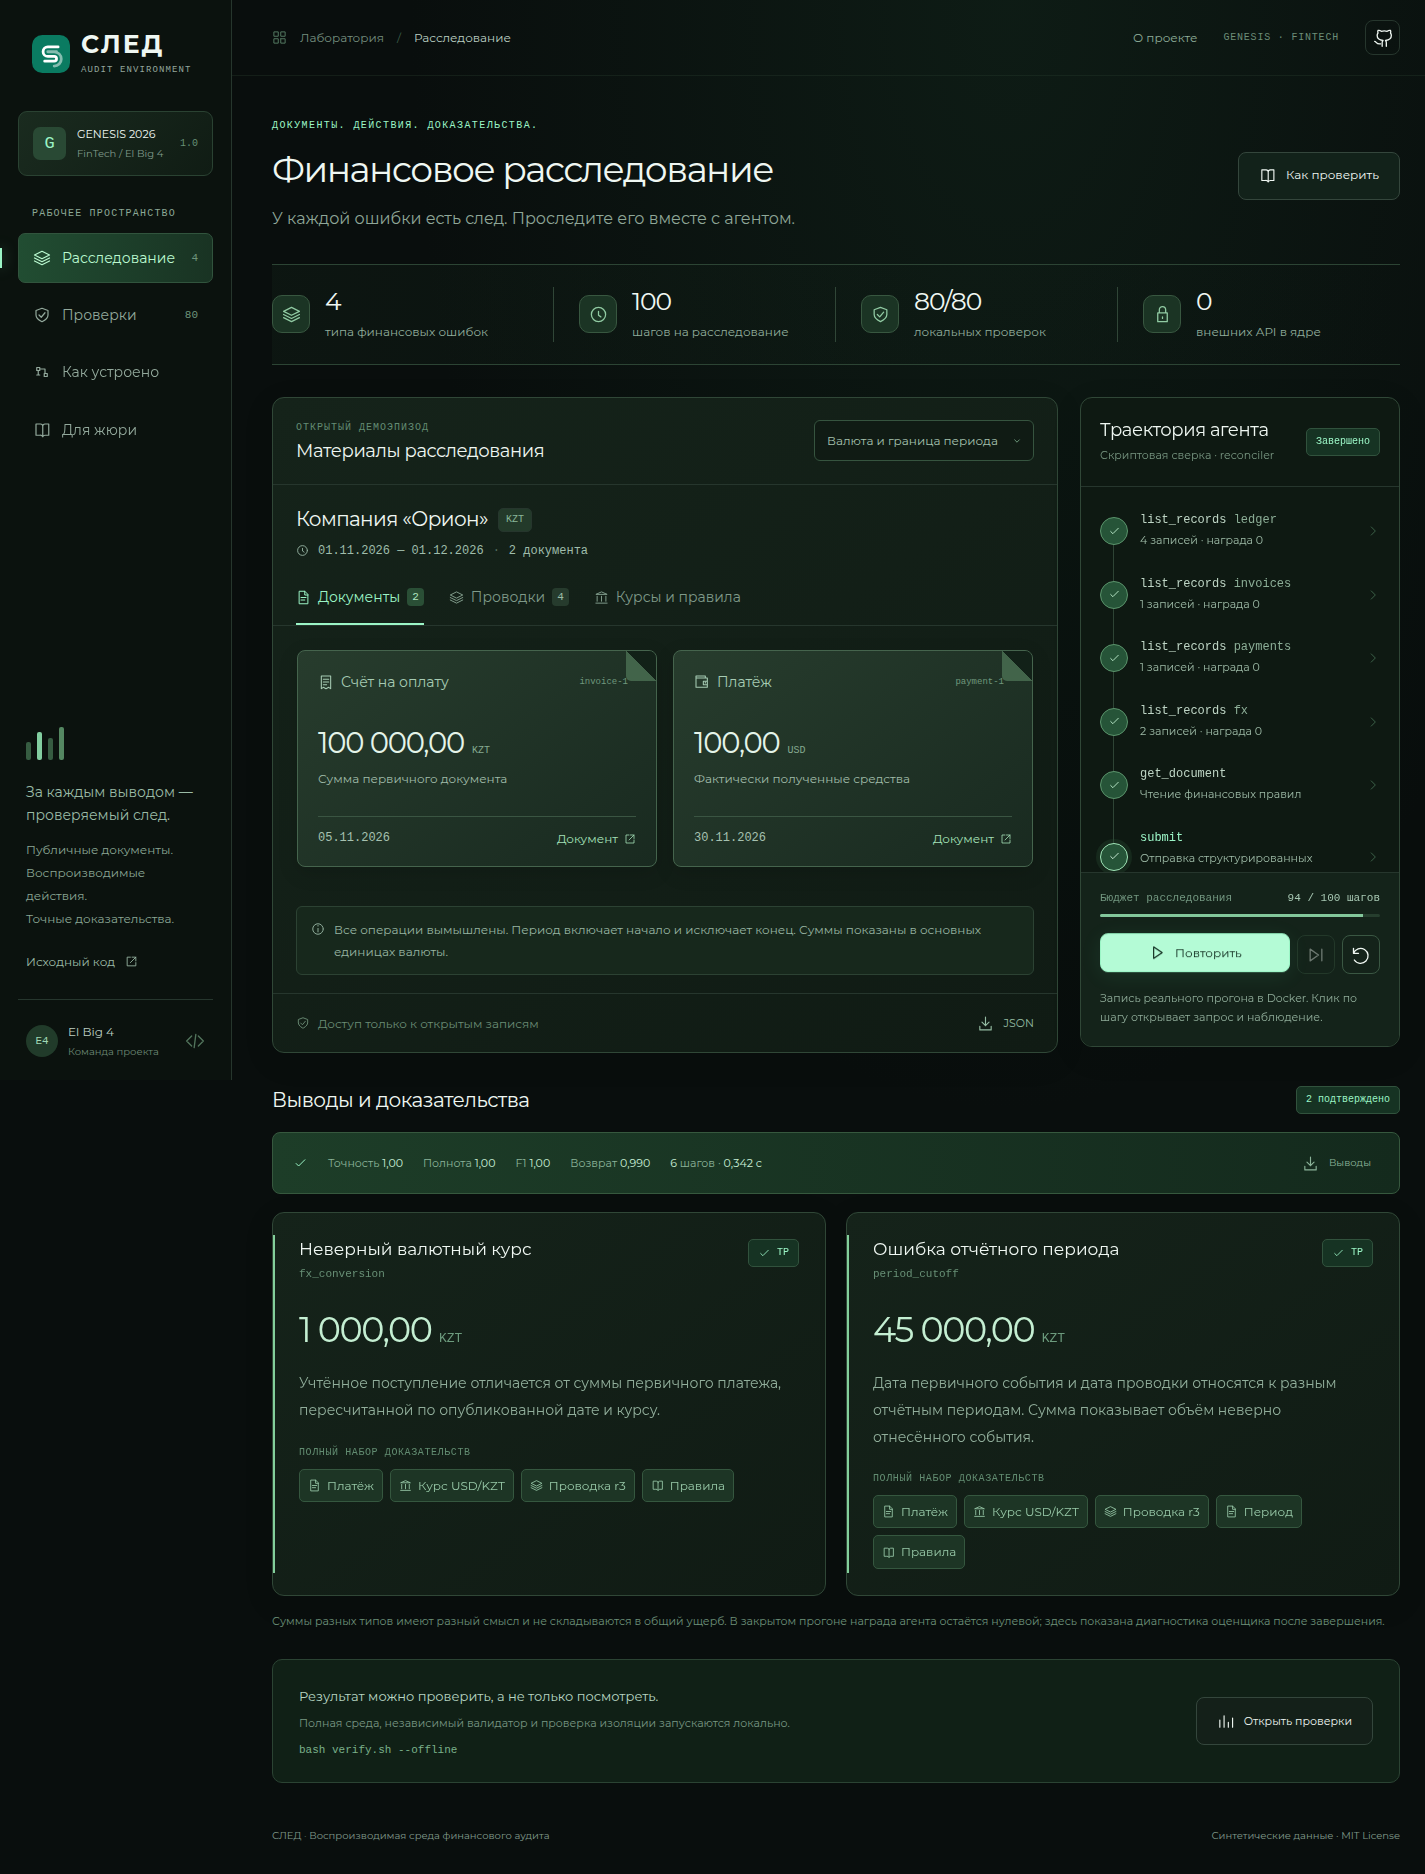 СЛЕД
AUDIT ENVIRONMENT
G
GENESIS 2026
FinTech / El Big 4
1.0
РАБОЧЕЕ ПРОСТРАНСТВО
Расследование 4
Проверки 80
Как устроено
Для жюри
За каждым выводом —
проверяемый след.
Публичные документы.
Воспроизводимые
действия.
Точные доказательства.
Исходный код
E4
El Big 4
Команда проекта
Лаборатория / Расследование
О проекте
GENESIS · FINTECH
ДОКУМЕНТЫ. ДЕЙСТВИЯ. ДОКАЗАТЕЛЬСТВА.
Финансовое расследование
У каждой ошибки есть след. Проследите его вместе с агентом.
Как проверить
4
типа финансовых ошибок
100
шагов на расследование
80/80
локальных проверок
0
внешних API в ядре
ОТКРЫТЫЙ ДЕМОЭПИЗОД
Материалы расследования
Валюта и граница периода
Компания «Орион» KZT
01.11.2026 — 01.12.2026 · 2 документа
Документы 2
Проводки 4
Курсы и правила
Счёт на оплату
invoice-1
100 000,00 KZT
Сумма первичного документа
05.11.2026
Документ
Платёж
payment-1
100,00 USD
Фактически полученные средства
30.11.2026
Документ
Все операции вымышлены. Период включает начало и исключает конец. Суммы показаны в основных
единицах валюты.
Доступ только к открытым записям
JSON
Траектория агента
Скриптовая сверка · reconciler
Завершено
list_records ledger
4 записей · награда 0
list_records invoices
1 записей · награда 0
list_records payments
1 записей · награда 0
list_records fx
2 записей · награда 0
get_document
Чтение финансовых правил
submit
Отправка структурированных
Бюджет расследования
94 / 100 шагов
Повторить
Запись реального прогона в Docker. Клик по
шагу открывает запрос и наблюдение.
Выводы и доказательства
2 подтверждено
Точность 1,00 Полнота 1,00 F1 1,00 Возврат 0,990 6 шагов · 0,342 с
Выводы
Неверный валютный курс
fx_conversion
TP
1 000,00 KZT
Учтённое поступление отличается от суммы первичного платежа,
пересчитанной по опубликованной дате и курсу.
ПОЛНЫЙ НАБОР ДОКАЗАТЕЛЬСТВ
Платёж
Курс USD/KZT
Проводка r3
Правила
Ошибка отчётного периода
period_cutoff
TP
45 000,00 KZT
Дата первичного события и дата проводки относятся к разным
отчётным периодам. Сумма показывает объём неверно
отнесённого события.
ПОЛНЫЙ НАБОР ДОКАЗАТЕЛЬСТВ
Платёж
Курс USD/KZT
Проводка r3
Период
Правила
Суммы разных типов имеют разный смысл и не складываются в общий ущерб. В закрытом прогоне награда агента остаётся нулевой; здесь показана диагностика оценщика после завершения.
Результат можно проверить, а не только посмотреть.
Полная среда, независимый валидатор и проверка изоляции запускаются локально.
bash verify.sh --offline
Открыть проверки
СЛЕД · Воспроизводимая среда финансового аудита
Синтетические данные · MIT License